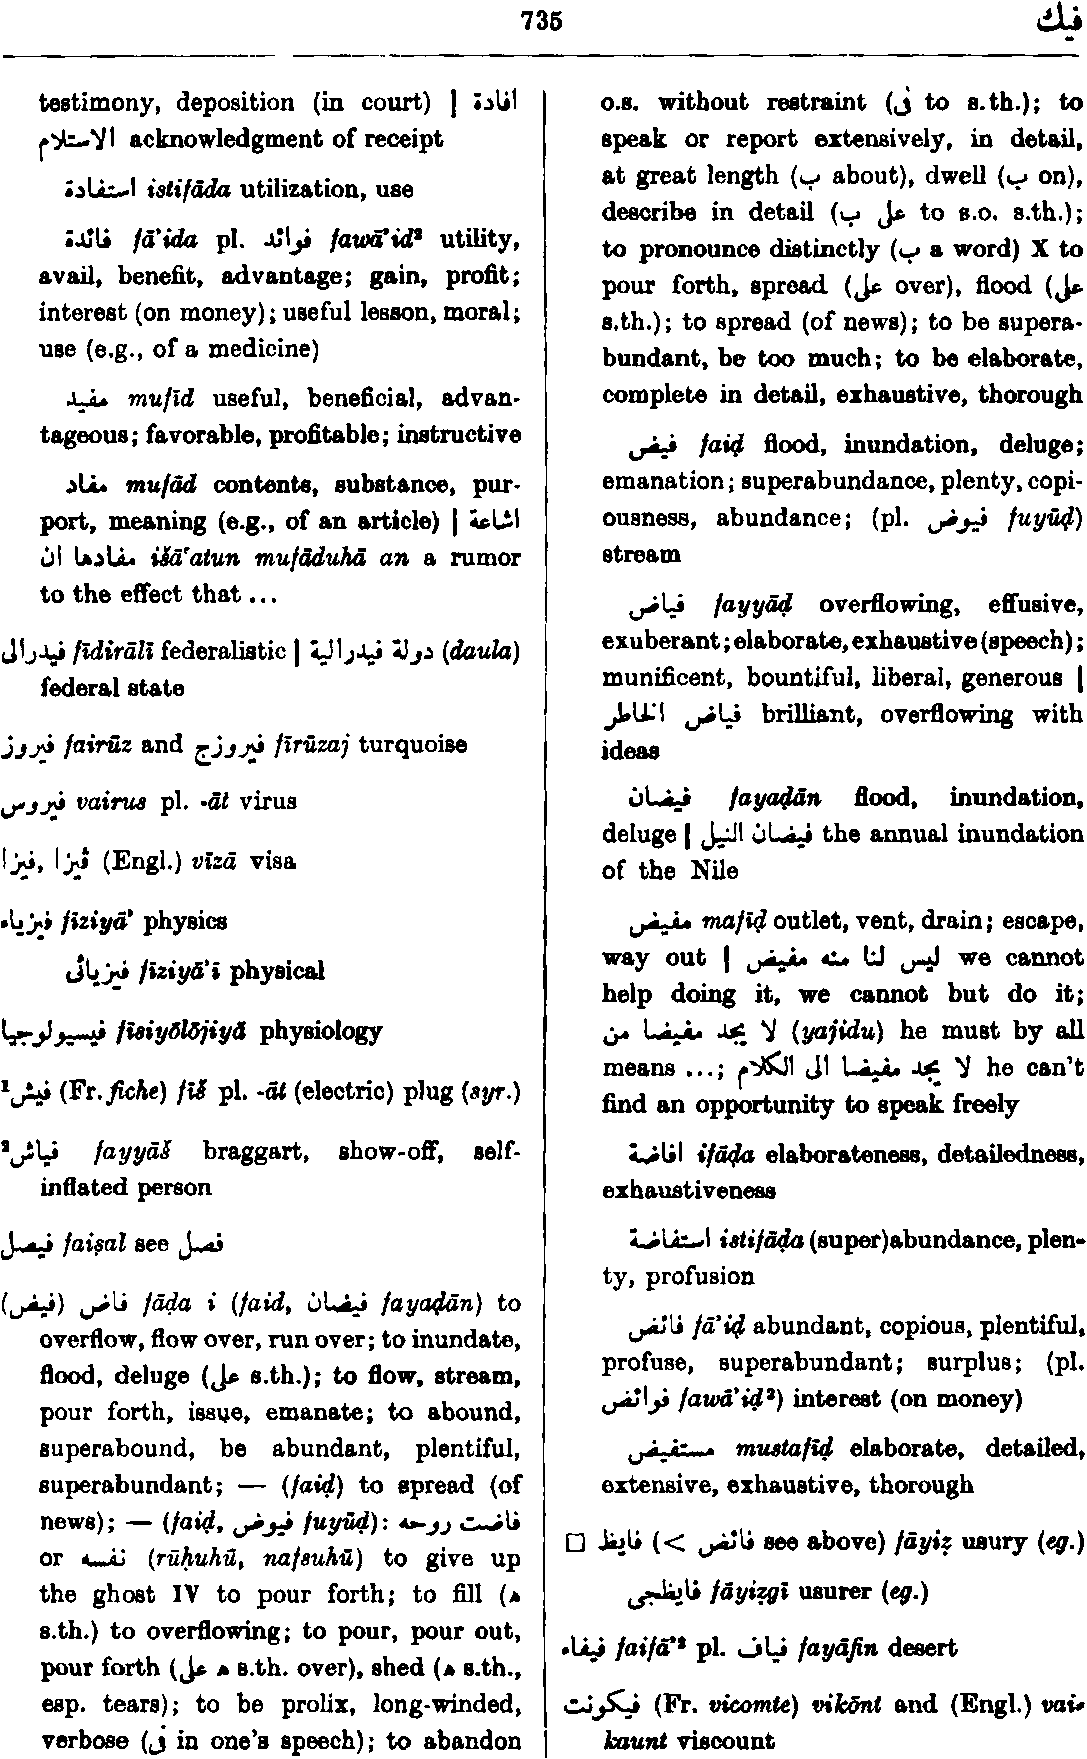 735
فيك
testimony, deposition (in court) | افادة
الاستلام acknowledgment of receipt
استفادة istifāda utilization, use
فائدة fā'ida pl. فوائد fawā'id² utility,
avail, benefit, advantage; gain, profit;
interest (on money); useful lesson, moral;
use (e.g., of a medicine)
مفيد mufīd useful, beneficial, advan-
tageous; favorable, profitable; instructive
مفاد mufād contents, substance, pur-
port, meaning (e.g., of an article) | اشاعة
مفادها ان išā'atun mufāduhā an a rumor
to the effect that ...
فيدرالى fīdirālī federalistic | دولة فيدرالية (daula)
federal state
فيروز fairūz and فيروزج fīrūzaj turquoise
فيروس vairus pl. -āt virus
ڤيزا, فيزا (Engl.) vīzā visa
فيزياء fīziyā' physics
فيزيائى fīziyā'ī physical
فيسيولوجيا fīsiyōlōjiyā physiology
¹فيش (Fr. fiche) fīš pl. -āt (electric) plug (syr.)
²فياش fayyāš braggart, show-off, self-
inflated person
فيصل faiṣal see فصل
(فيض) فاض fāḍa i (faid, فيضان fayaḍān) to
overflow, flow over, run over; to inundate,
flood, deluge (على s.th.); to flow, stream,
pour forth, issue, emanate; to abound,
superabound, be abundant, plentiful,
superabundant; — (faiḍ) to spread (of
news); — (faiḍ, فيوض fuyūḍ): فاضت روحه
or نفسه (rūḥuhū, nafsuhū) to give up
the ghost IV to pour forth; to fill (ه
s.th.) to overflowing; to pour, pour out,
pour forth (على ه s.th. over), shed (ه s.th.,
esp. tears); to be prolix, long-winded,
verbose (فى in one's speech); to abandon
o.s. without restraint (فى to s.th.); to
speak or report extensively, in detail,
at great length (ب about), dwell (ب on),
describe in detail (ب على to s.o. s.th.);
to pronounce distinctly (ب a word) X to
pour forth, spread (على over), flood (على
s.th.); to spread (of news); to be supera-
bundant, be too much; to be elaborate,
complete in detail, exhaustive, thorough
فيض faiḍ flood, inundation, deluge;
emanation; superabundance, plenty, copi-
ousness, abundance; (pl. فيوض fuyūḍ)
stream
فياض fayyāḍ overflowing, effusive,
exuberant; elaborate, exhaustive (speech);
munificent, bountiful, liberal, generous |
فياض الخاطر brilliant, overflowing with
ideas
فيضان fayaḍān flood, inundation,
deluge | فيضان النيل the annual inundation
of the Nile
مفيض mafīḍ outlet, vent, drain; escape,
way out | ليس لنا منه مفيض we cannot
help doing it, we cannot but do it;
لا يجد مفيضا من (yajidu) he must by all
means ...; لا يجد مفيضا الى الكلام he can't
find an opportunity to speak freely
افاضة ifāḍa elaborateness, detailedness,
exhaustiveness
استفاضة istifāḍa (super)abundance, plen-
ty, profusion
فائض fā'iḍ abundant, copious, plentiful,
profuse, superabundant; surplus; (pl.
فوائض fawā'iḍ²) interest (on money)
مستفيض mustafīḍ elaborate, detailed,
extensive, exhaustive, thorough
□ فايظ (< فائض see above) fāyiẓ usury (eg.)
فايظجى fāyiẓgī usurer (eg.)
فيفاء faifā'² pl. فياف fayāfin desert
فيكونت (Fr. vicomte) vikōnt and (Engl.) vai-
kaunt viscount